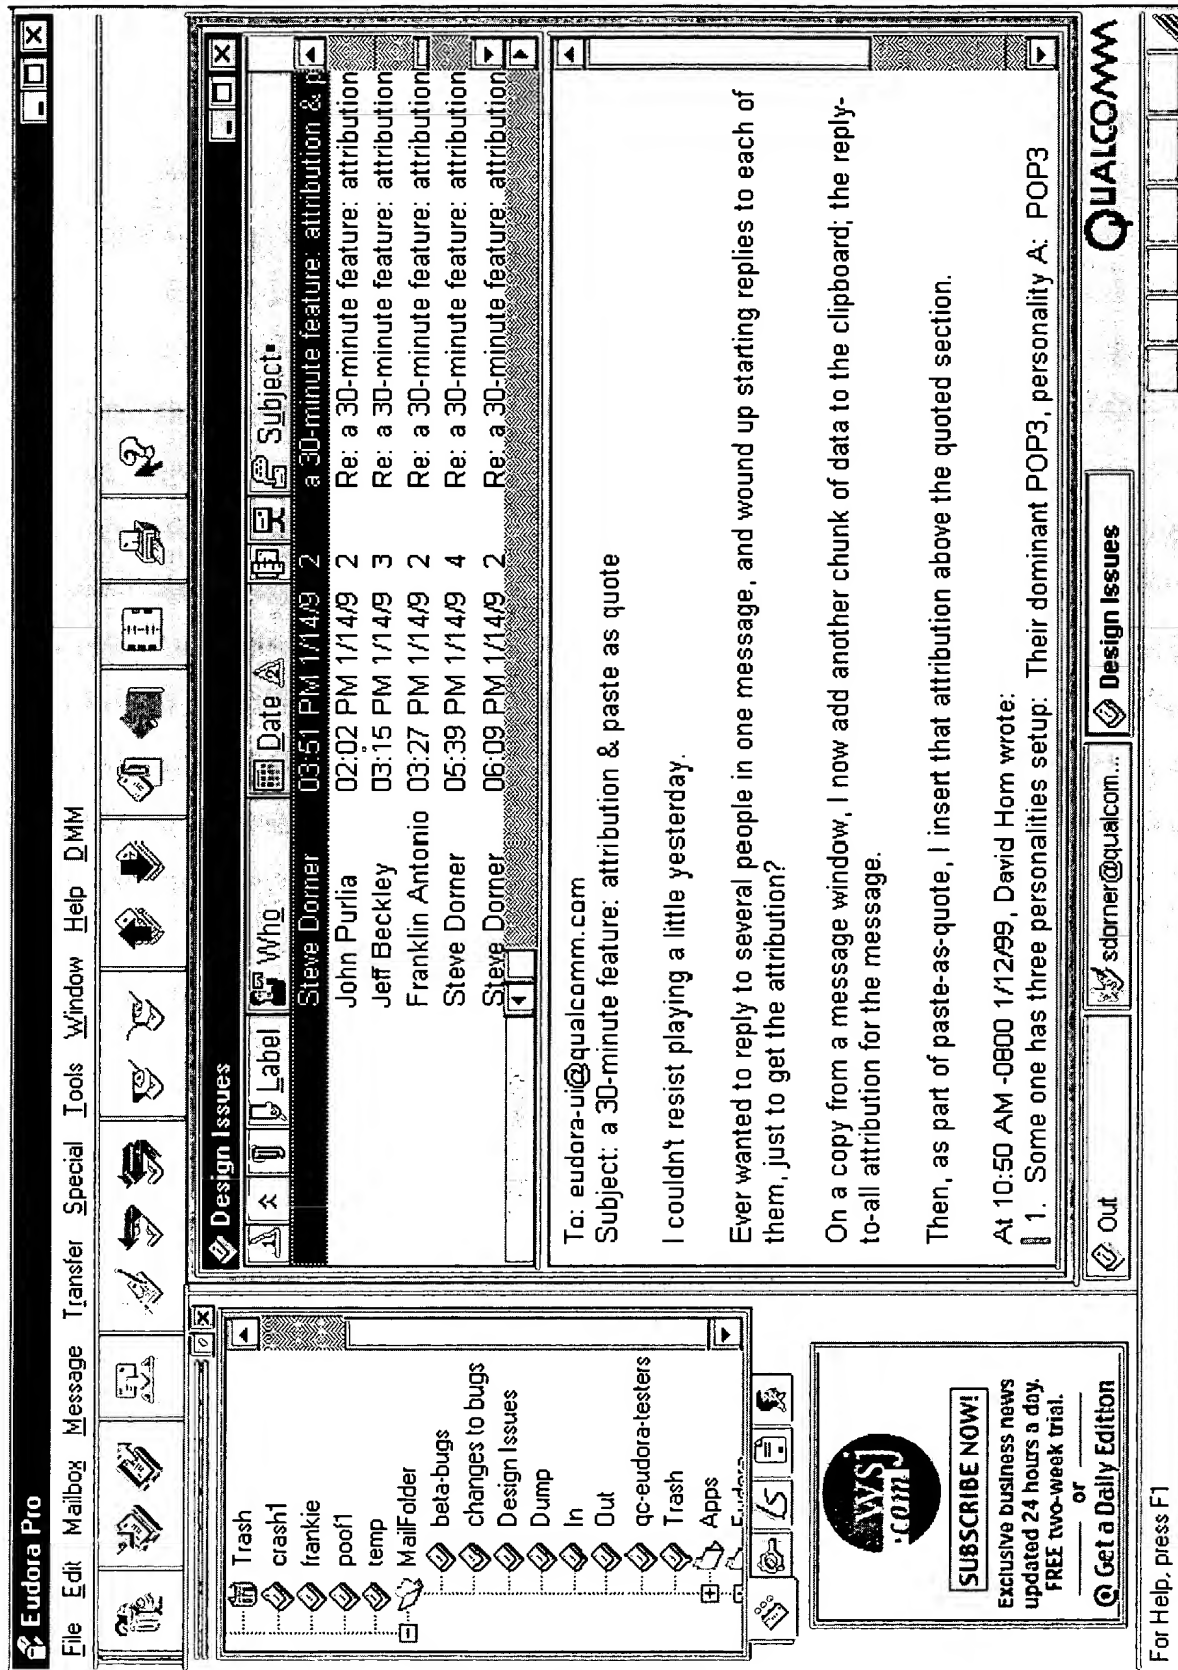 Eudora Pro
File Edit Mailbox Message Transfer Special Tools Window Help DMM
Trash
crash1
frankie
poof1
temp
MailFolder
beta-bugs
changes to bugs
Design Issues
Dump
In
Out
qc-eudora-testers
Trash
Apps
Eudora
WSJ
.com
SUBSCRIBE NOW!
Exclusive business news
updated 24 hours a day.
FREE two-week trial.
or
Get a Daily Edition
Design Issues
Label Who Date Subject
Steve Dorner 03:51 PM 1/14/9 2 a 30-minute feature: attribution & p
John Purlia 02:02 PM 1/14/9 2 Re: a 30-minute feature: attribution
Jeff Beckley 03:15 PM 1/14/9 3 Re: a 30-minute feature: attribution
Franklin Antonio 03:27 PM 1/14/9 2 Re: a 30-minute feature: attribution
Steve Dorner 05:39 PM 1/14/9 4 Re: a 30-minute feature: attribution
Steve Dorner 06:09 PM 1/14/9 2 Re: a 30-minute feature: attribution
To: eudora-ui@qualcomm.com
Subject: a 30-minute feature: attribution & paste as quote
I couldn't resist playing a little yesterday.
Ever wanted to reply to several people in one message, and wound up starting replies to each of
them, just to get the attribution?
On a copy from a message window, I now add another chunk of data to the clipboard; the reply-
to-all attribution for the message.
Then, as part of paste-as-quote, I insert that attribution above the quoted section.
At 10:50 AM -0800 1/12/99, David Hom wrote:
1. Some one has three personalities setup: Their dominant POP3, personality A: POP3
Out sdorner@qualcom... Design Issues QUALCOMM
For Help, press F1